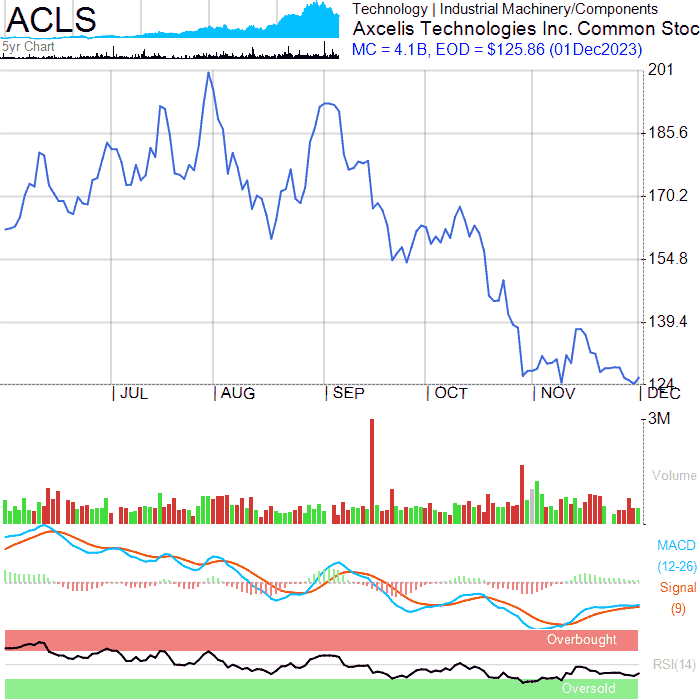 ACLS
5yr Chart
Technology | Industrial Machinery/Components
Axcelis Technologies Inc. Common Stoc
MC = 4.1B, EOD = $125.86 (01Dec2023)
201
185.6
170.2
154.8
139.4
124
| JUL | AUG | SEP | OCT | NOV | DEC
3M
Volume
MACD
(12-26)
Signal
(9)
Overbought
RSI(14)
Oversold